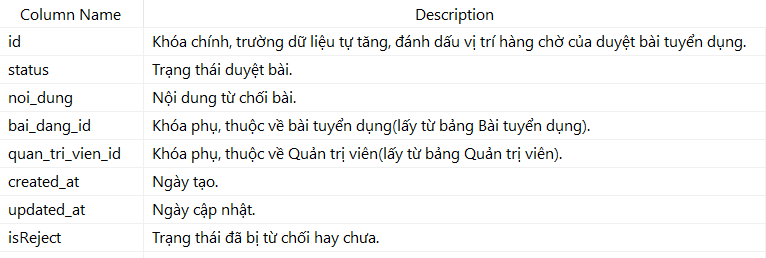 Column Name Description
id Khóa chính, trường dữ liệu tự tăng, đánh dấu vị trí hàng chờ của duyệt bài tuyển dụng.
status Trạng thái duyệt bài.
noi_dung Nội dung từ chối bài.
bai_dang_id Khóa phụ, thuộc về bài tuyển dụng(lấy từ bảng Bài tuyển dụng).
quan_tri_vien_id Khóa phụ, thuộc về Quản trị viên(lấy từ bảng Quản trị viên).
created_at Ngày tạo.
updated_at Ngày cập nhật.
isReject Trạng thái đã bị từ chối hay chưa.